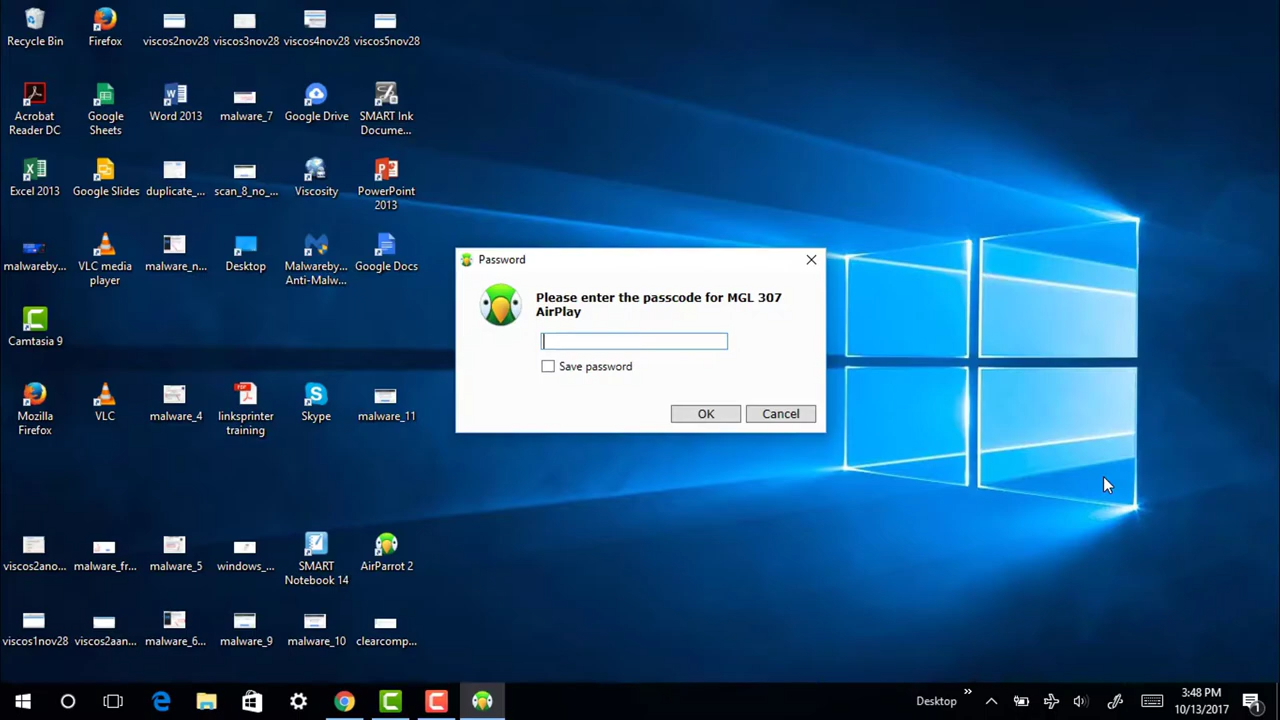 Recycle Bin
Firefox
viscos2nov28
viscos3nov28
viscos4nov28
viscos5nov28
Acrobat
Reader DC
Google
Sheets
Word 2013
malware_7
Google Drive
SMART Ink
Docume...
Excel 2013
Google Slides
duplicate_...
scan_8_no_...
Viscosity
PowerPoint
2013
malwareby...
VLC media
player
malware_n...
Desktop
Malwareby...
Anti-Malw...
Google Docs
Camtasia 9
Mozilla
Firefox
VLC
malware_4
linksprinter
training
Skype
malware_11
viscos2ano...
malware_fr...
malware_5
windows_...
SMART
Notebook 14
AirParrot 2
viscos1nov28
viscos2aan...
malware_6...
malware_9
malware_10
clearcomp...
Password
Please enter the passcode for MGL 307
AirPlay
Save password
OK
Cancel
Desktop
3:48 PM
10/13/2017
1